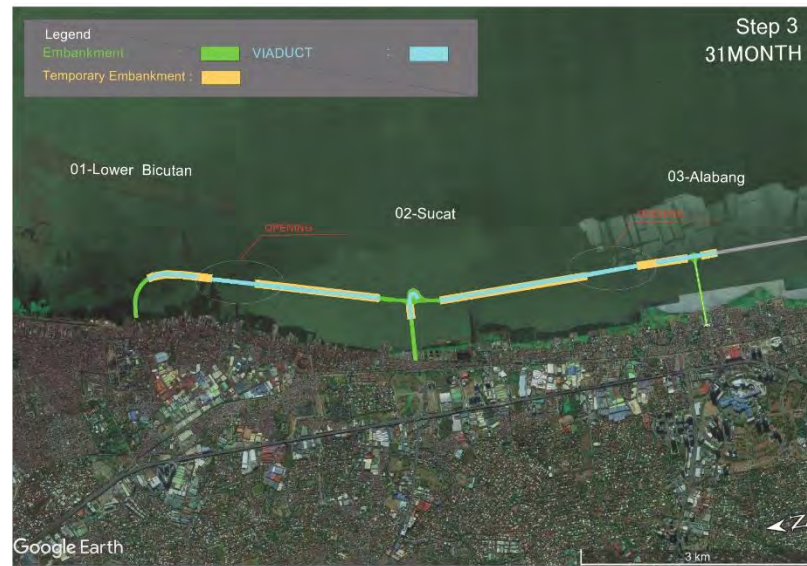 Step 3
31MONTH
Legend
Embankment : VIADUCT :
Temporary Embankment :
01-Lower Bicutan
02-Sucat
03-Alabang
OPENING
Google Earth
3 km